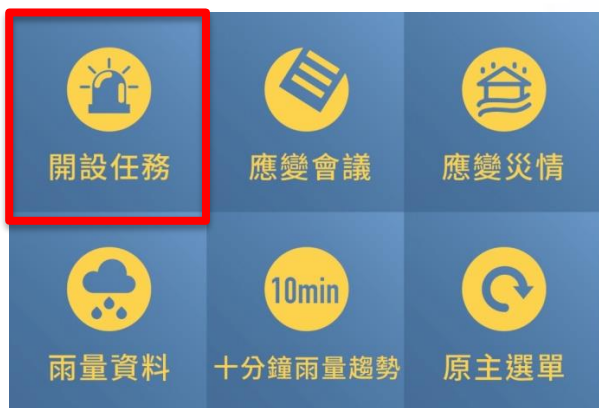 開設任務
應變會議
應變災情
雨量資料
10min
十分鐘雨量趨勢
原主選單